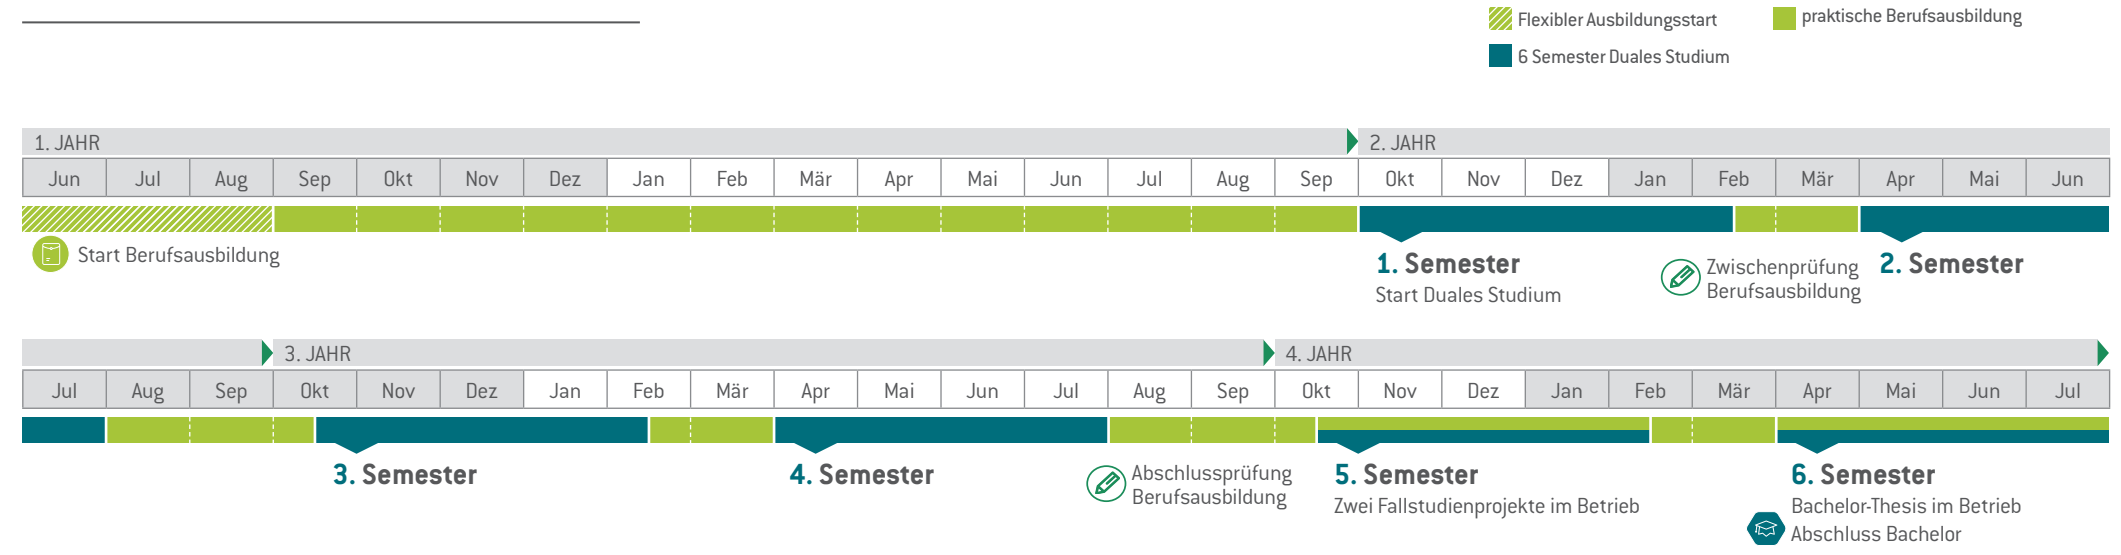 Flexibler Ausbildungsstart praktische Berufsausbildung
6 Semester Duales Studium
1. JAHR 2. JAHR
Jun Jul Aug Sep Okt Nov Dez Jan Feb Mär Apr Mai Jun Jul Aug Sep Okt Nov Dez Jan Feb Mär Apr Mai Jun
Start Berufsausbildung
1. Semester
Start Duales Studium
Zwischenprüfung
Berufsausbildung
2. Semester
3. JAHR 4. JAHR
Jul Aug Sep Okt Nov Dez Jan Feb Mär Apr Mai Jun Jul Aug Sep Okt Nov Dez Jan Feb Mär Apr Mai Jun Jul
3. Semester
4. Semester
Abschlussprüfung
Berufsausbildung
5. Semester
Zwei Fallstudienprojekte im Betrieb
6. Semester
Bachelor-Thesis im Betrieb
Abschluss Bachelor